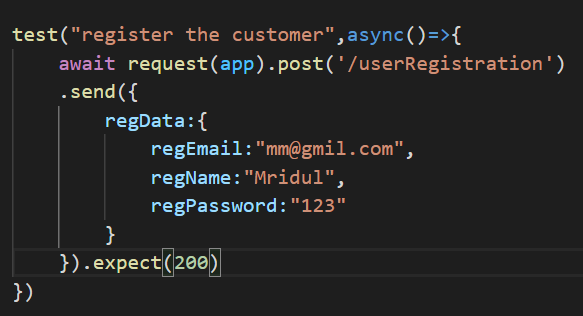 test("register the customer",async()=>{
    await request(app).post('/userRegistration')
    .send({
        regData:{
            regEmail:"mm@gmil.com",
            regName:"Mridul",
            regPassword:"123"
        }
    }).expect(200)
})